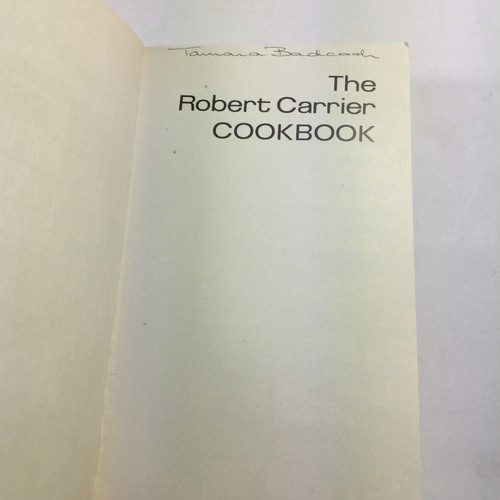 Tamara Badcock
The
Robert Carrier
COOKBOOK